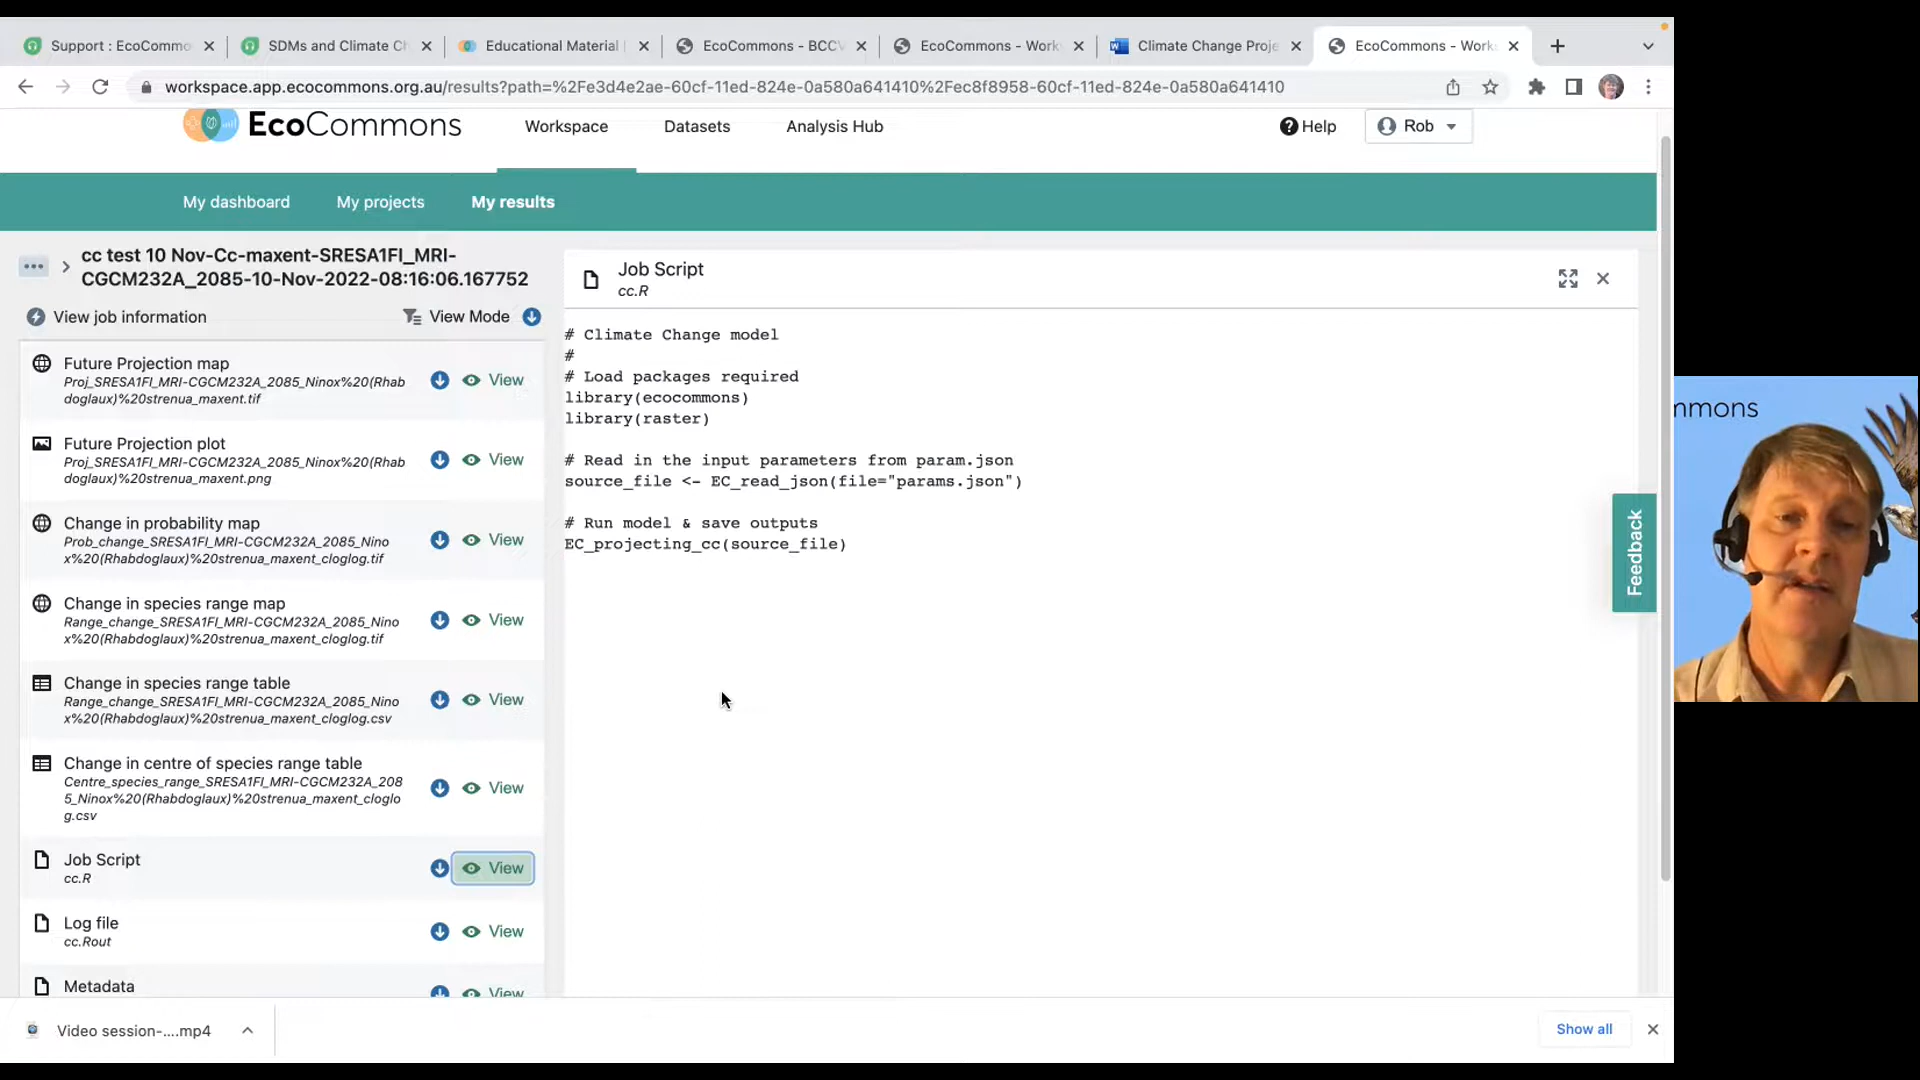 Support : EcoCommo
SDMs and Climate Ch
Educational Material
EcoCommons - BCCV
EcoCommons - Work
Climate Change Proje
EcoCommons - Works
workspace.app.ecocommons.org.au/results?path=%2Fe3d4e2ae-60cf-11ed-824e-0a580a641410%2Fec8f8958-60cf-11ed-824e-0a580a641410
EcoCommons
Workspace
Datasets
Analysis Hub
Help
Rob
My dashboard
My projects
My results
cc test 10 Nov-Cc-maxent-SRESA1FI_MRI-
CGCM232A_2085-10-Nov-2022-08:16:06.167752
View job information
View Mode
Future Projection map
Proj_SRESA1FI_MRI-CGCM232A_2085_Ninox%20(Rhab
doglaux)%20strenua_maxent.tif
View
Future Projection plot
Proj_SRESA1FI_MRI-CGCM232A_2085_Ninox%20(Rhab
doglaux)%20strenua_maxent.png
View
Change in probability map
Prob_change_SRESA1FI_MRI-CGCM232A_2085_Nino
x%20(Rhabdoglaux)%20strenua_maxent_cloglog.tif
View
Change in species range map
Range_change_SRESA1FI_MRI-CGCM232A_2085_Nino
x%20(Rhabdoglaux)%20strenua_maxent_cloglog.tif
View
Change in species range table
Range_change_SRESA1FI_MRI-CGCM232A_2085_Nino
x%20(Rhabdoglaux)%20strenua_maxent_cloglog.csv
View
Change in centre of species range table
Centre_species_range_SRESA1FI_MRI-CGCM232A_208
5_Ninox%20(Rhabdoglaux)%20strenua_maxent_cloglo
g.csv
View
Job Script
cc.R
View
Log file
cc.Rout
View
Metadata
View
Job Script
cc.R
# Climate Change model
#
# Load packages required
library(ecocommons)
library(raster)
# Read in the input parameters from param.json
source_file <- EC_read_json(file="params.json")
# Run model & save outputs
EC_projecting_cc(source_file)
Feedback
mmons
Video session-....mp4
Show all